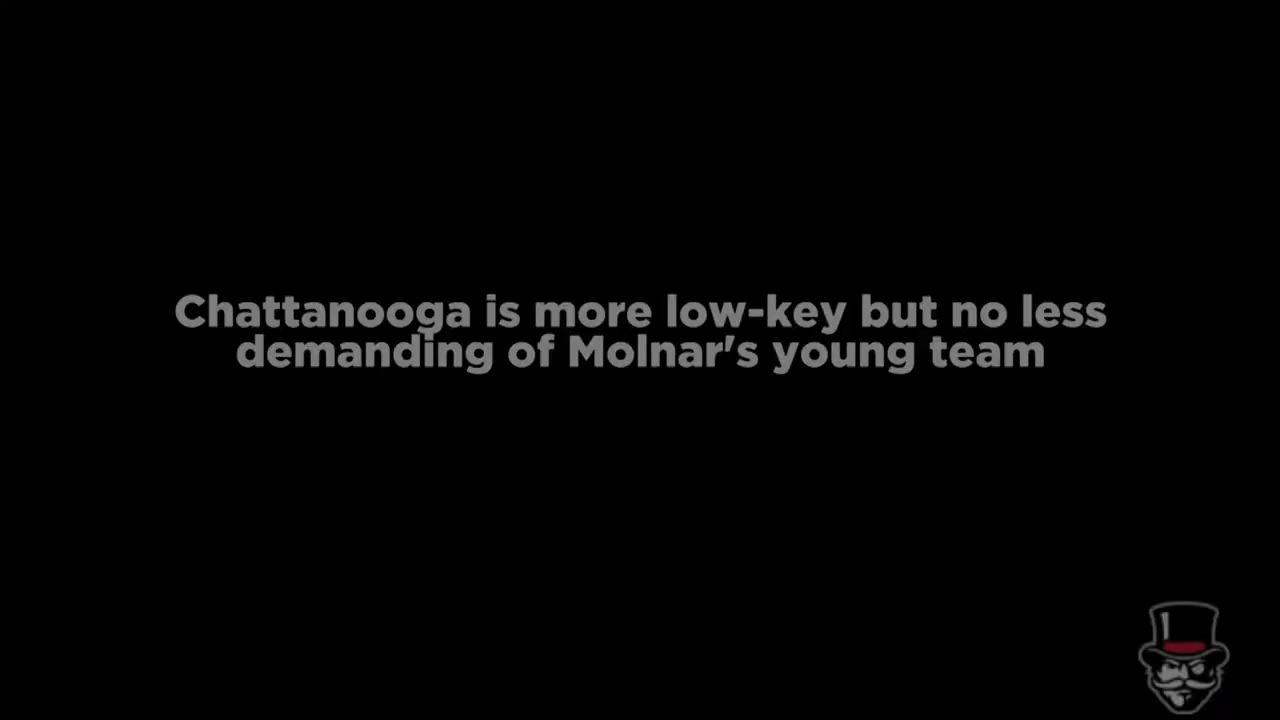 Chattanooga is more low-key but no less
demanding of Molnar's young team